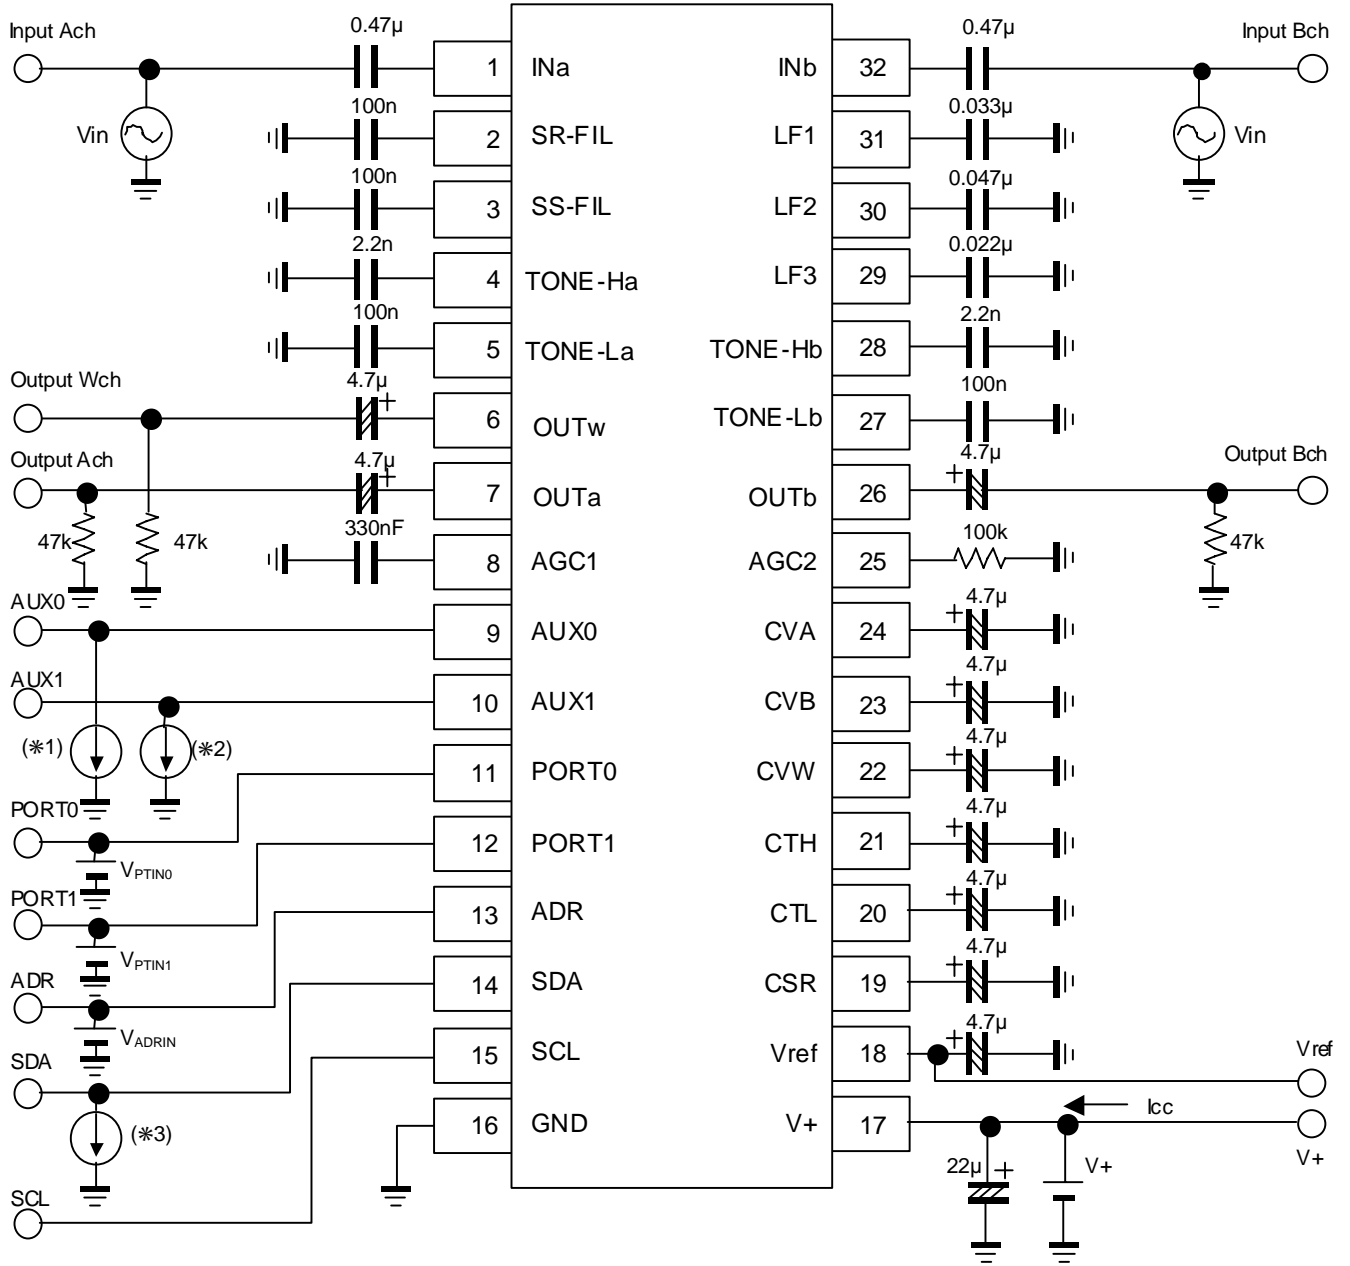 Input Ach
0.47µ
1 INa
INb 32
0.47µ
Input Bch
Vin
100n
2 SR-FIL
LF1 31
0.033µ
Vin
100n
3 SS-FIL
LF2 30
0.047µ
2.2n
4 TONE-Ha
LF3 29
0.022µ
100n
5 TONE-La
TONE-Hb 28
2.2n
Output Wch
4.7µ
+
6 OUTw
TONE-Lb 27
100n
Output Ach
4.7µ
+
7 OUTa
OUTb 26
4.7µ
+
Output Bch
47k
47k
330nF
8 AGC1
AGC2 25
100k
47k
AUX0
9 AUX0
CVA 24
4.7µ
+
AUX1
10 AUX1
CVB 23
4.7µ
+
(※1)
(※2)
11 PORT0
CVW 22
4.7µ
+
PORT0
VPTIN0
12 PORT1
CTH 21
4.7µ
+
PORT1
VPTIN1
13 ADR
CTL 20
4.7µ
+
ADR
VADRIN
14 SDA
CSR 19
4.7µ
+
SDA
15 SCL
Vref 18
4.7µ
+
Vref
(※3)
16 GND
V+ 17
Icc
V+
22µ
+
V+
SCL